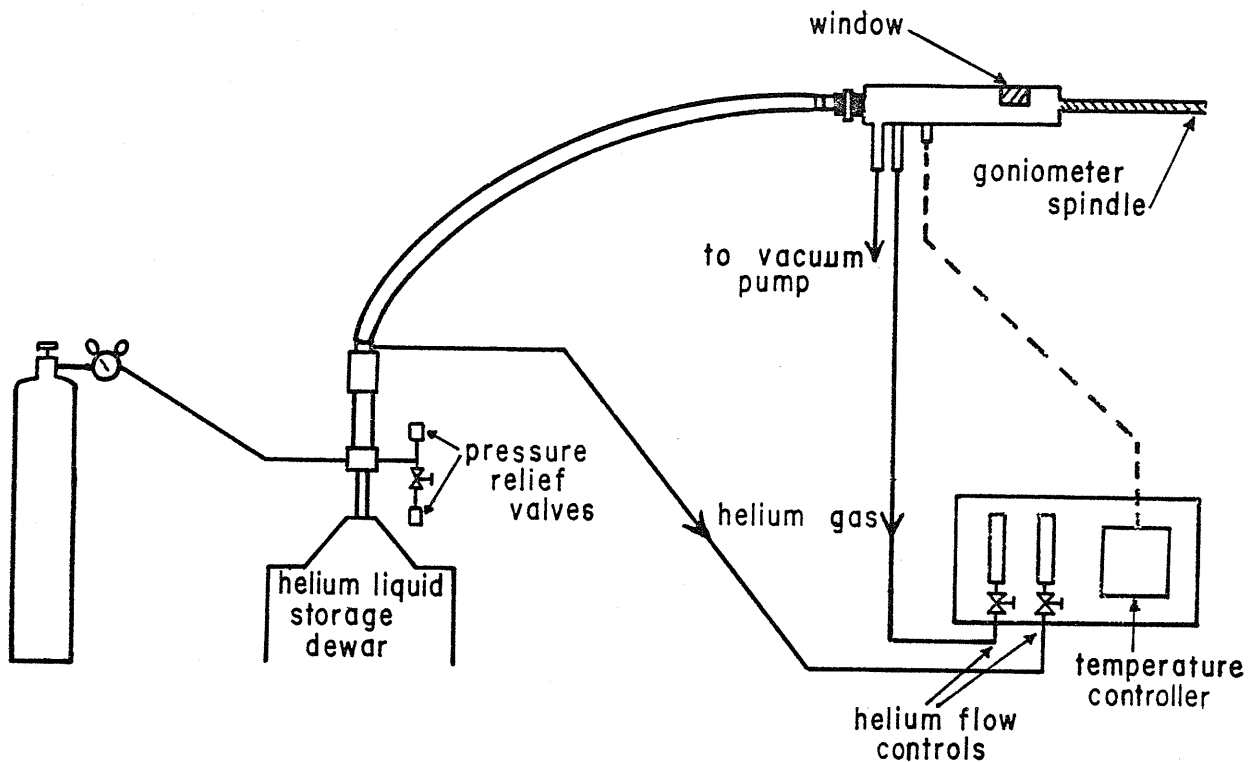 window
goniometer
spindle
to vacuum
pump
pressure
relief
valves
helium gas
helium liquid
storage
dewar
temperature
controller
helium flow
controls